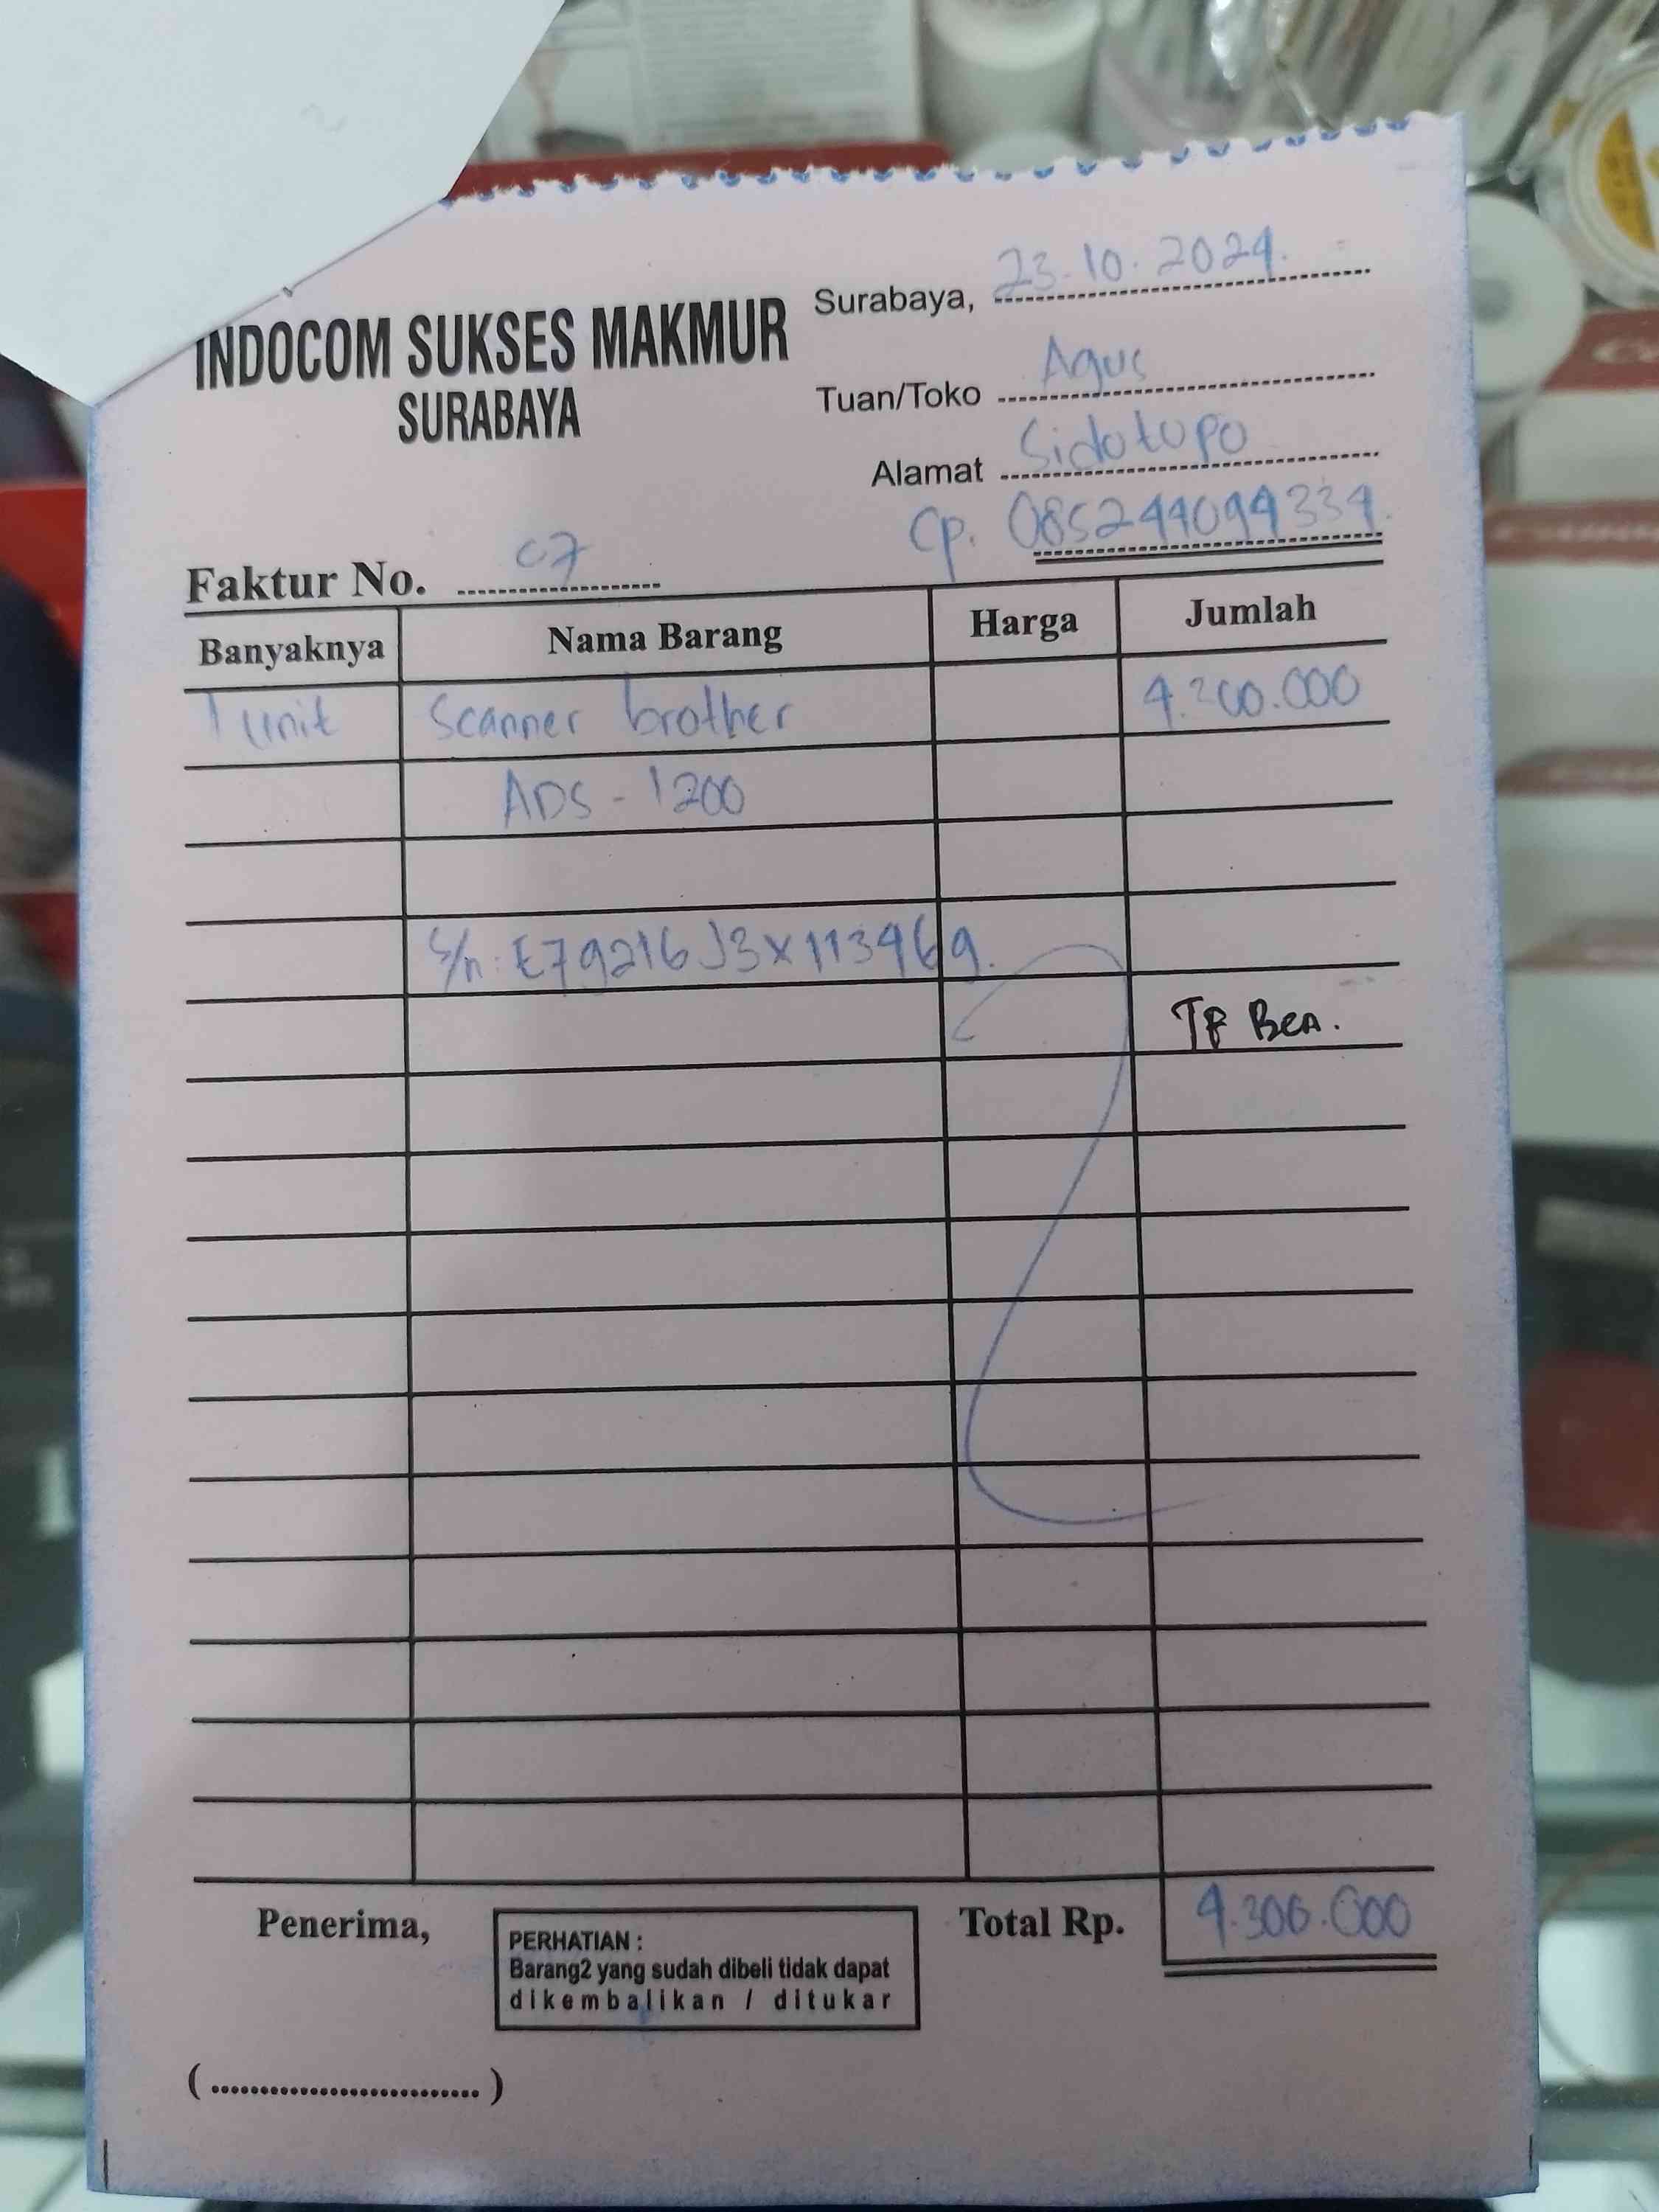 INDOCOM SUKSES MAKMUR
SURABAYA
Surabaya, 23.10.2024.
Tuan/Toko Agus
Alamat Sidotopo
Cp. 085244094334.
Faktur No. 07
Banyaknya Nama Barang Harga Jumlah
1 unit Scanner brother 4.200.000
ADS - 1200
S/n: E79216J3X113469.
TF BCA.
Penerima, Total Rp. 4.300.000
PERHATIAN :
Barang2 yang sudah dibeli tidak dapat
dikembalikan / ditukar
(............................)